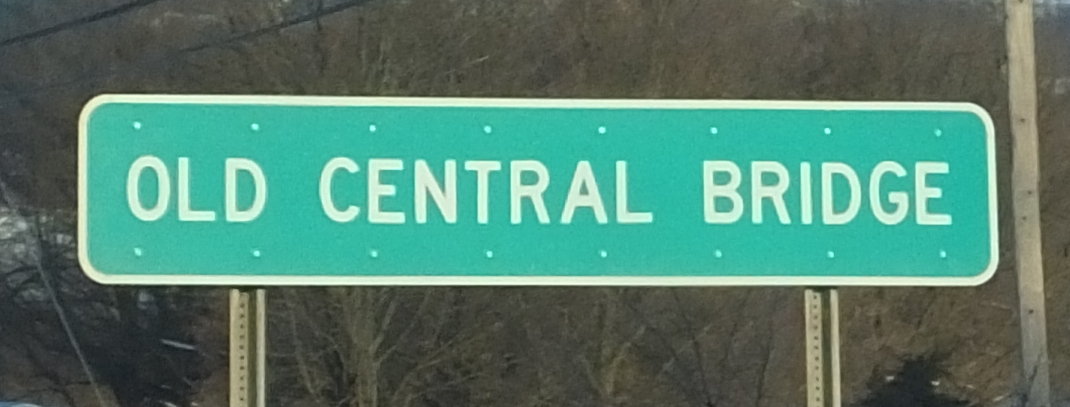 OLD CENTRAL BRIDGE